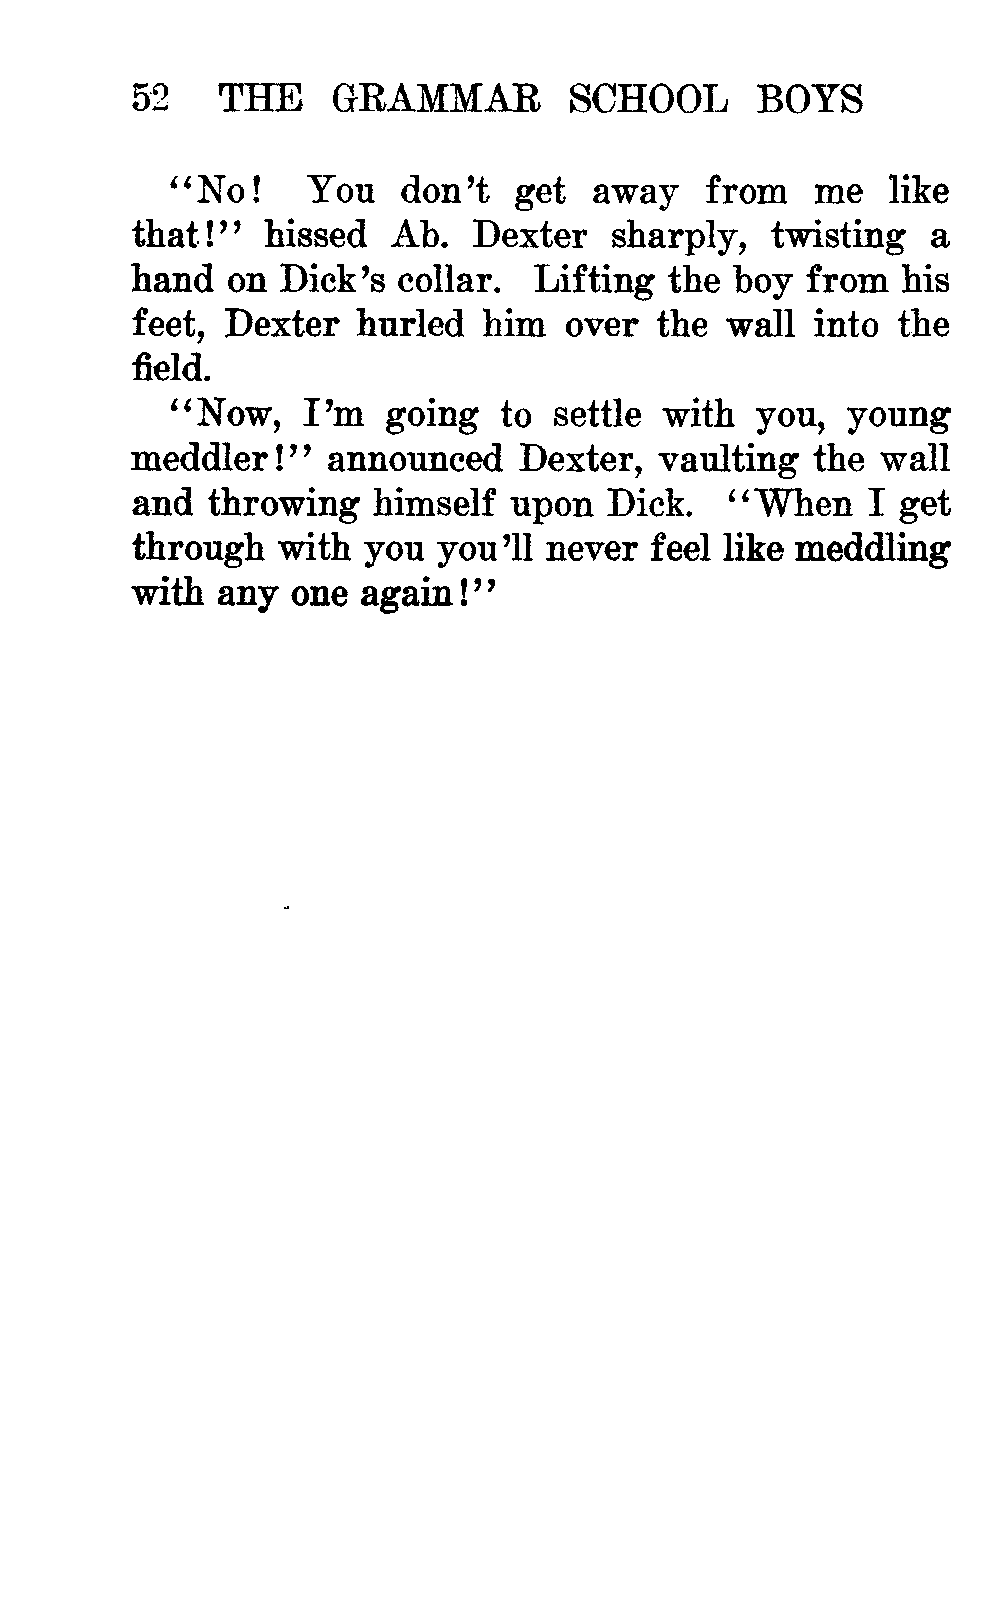 52 THE GRAMMAR SCHOOL BOYS
“No! You don’t get away from me like
that!” hissed Ab. Dexter sharply, twisting a
hand on Dick’s collar. Lifting the boy from his
feet, Dexter hurled him over the wall into the
field.
“Now, I’m going to settle with you, young
meddler!” announced Dexter, vaulting the wall
and throwing himself upon Dick. “When I get
through with you you’ll never feel like meddling
with any one again!”